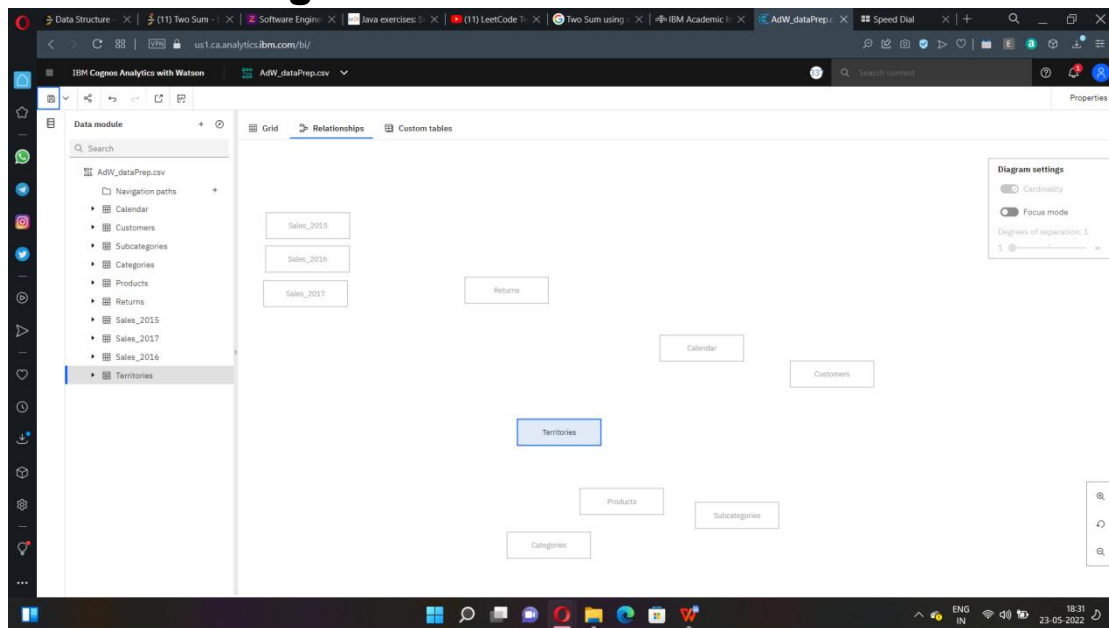 Data Structure -
(11) Two Sum - l
Software Engine
Java exercises: S
(11) LeetCode Tw
Two Sum using
IBM Academic In
AdW_dataPrep.c
Speed Dial
VPN
us1.ca.analytics.ibm.com/bi/
IBM Cognos Analytics with Watson
AdW_dataPrep.csv
Search content
Properties
Data module
Grid
Relationships
Custom tables
Search
AdW_dataPrep.csv
Navigation paths
Calendar
Customers
Subcategories
Categories
Products
Returns
Sales_2015
Sales_2017
Sales_2016
Territories
Sales_2015
Sales_2016
Sales_2017
Returns
Calendar
Customers
Territories
Products
Subcategories
Categories
Diagram settings
Cardinality
Focus mode
Degrees of separation: 1
1 ∞
ENG
IN
18:31
23-05-2022